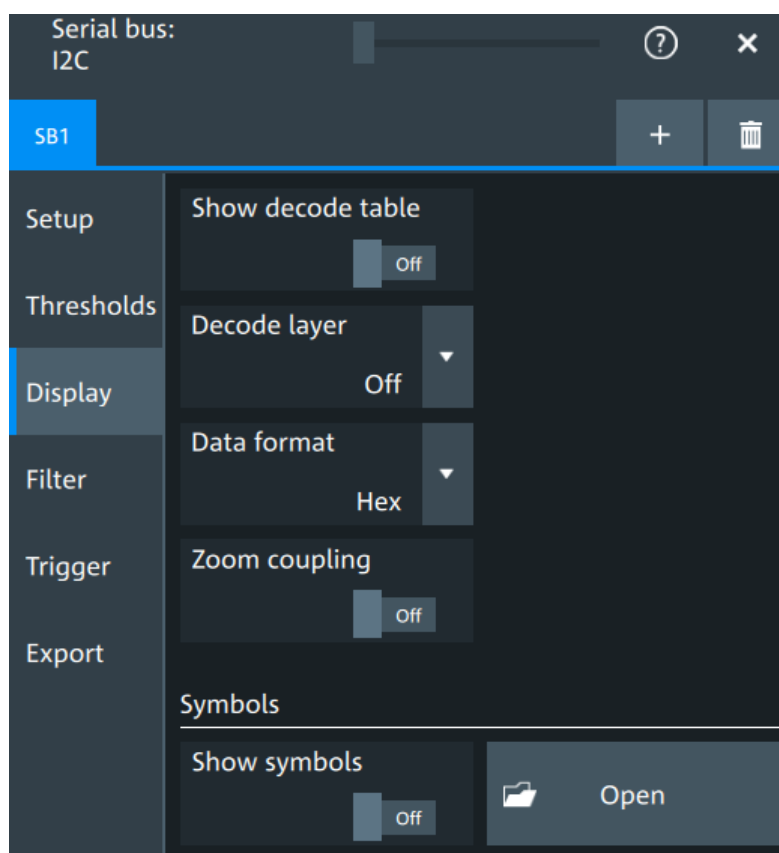 Serial bus:
I2C
SB1
Setup
Thresholds
Display
Filter
Trigger
Export
Show decode table
Off
Decode layer
Off
Data format
Hex
Zoom coupling
Off
Symbols
Show symbols
Off
Open